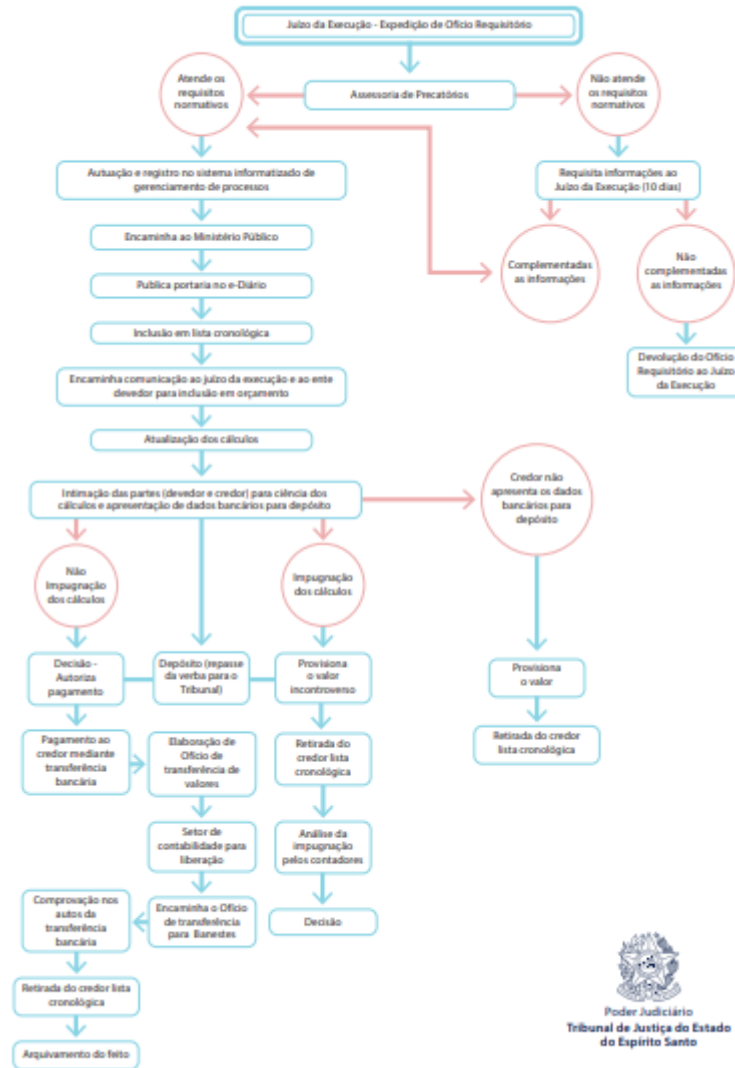 Juízo da Execução - Expedição de Ofício Requisitório
Atende os
requisitos
normativos
Assessoria de Precatórios
Não atende
os requisitos
normativos
Autuação e registro no sistema informatizado de
gerenciamento de processos
Requisita informações ao
Juízo da Execução (10 dias)
Encaminha ao Ministério Público
Complementadas
as informações
Não
complementadas
as informações
Publica portaria no e-Diário
Inclusão em lista cronológica
Devolução do Ofício
Requisitório ao Juízo
da Execução
Encaminha comunicação ao juízo da execução e ao ente
devedor para inclusão em orçamento
Atualização dos cálculos
Intimação das partes (devedor e credor) para ciência dos
cálculos e apresentação de dados bancários para depósito
Credor não
apresenta os dados
bancários para
depósito
Não
Impugnação
dos cálculos
Impugnação
dos cálculos
Decisão -
Autoriza
pagamento
Depósito (repasse
da verba para o
Tribunal)
Provisiona
o valor
incontroverso
Provisiona
o valor
Pagamento ao
credor mediante
transferência
bancária
Elaboração de
Ofício de
transferência de
valores
Retirada do
credor lista
cronológica
Retirada do credor
lista cronológica
Setor de
contabilidade para
liberação
Análise da
impugnação
pelos contadores
Comprovação nos
autos da
transferência
bancária
Encaminha o Ofício
de transferência
para Banestes
Decisão
Retirada do credor lista
cronológica
Arquivamento do feito
Poder Judiciário
Tribunal de Justiça do Estado
do Espírito Santo